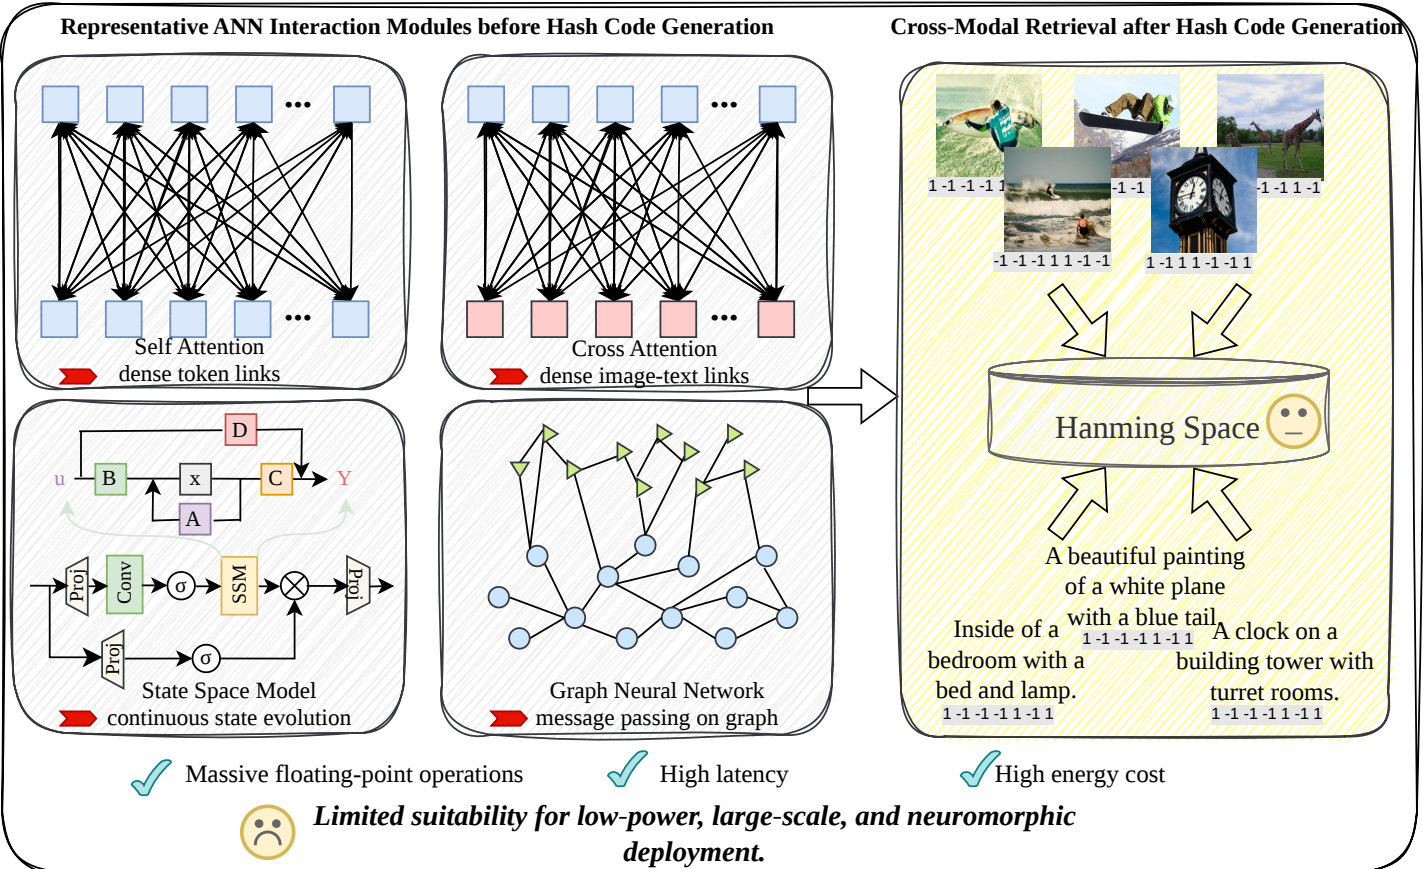 Representative ANN Interaction Modules before Hash Code Generation
Self Attention
dense token links
Cross Attention
dense image-text links
D
u
B
x
C
Y
A
Proj
Conv
σ
SSM
Proj
Proj
σ
State Space Model
continuous state evolution
Graph Neural Network
message passing on graph
Cross-Modal Retrieval after Hash Code Generation
1 -1 -1 -1 1
-1 -1
-1 -1 1 -1
-1 -1 -1 1 1 -1 -1
1 -1 1 1 -1 -1 1
Hanming Space
A beautiful painting
of a white plane
with a blue tail.
1 -1 -1 -1 1 -1 1
Inside of a
bedroom with a
bed and lamp.
1 -1 -1 -1 1 -1 1
A clock on a
building tower with
turret rooms.
1 -1 -1 -1 1 -1 1
Massive floating-point operations
High latency
High energy cost
Limited suitability for low-power, large-scale, and neuromorphic
deployment.